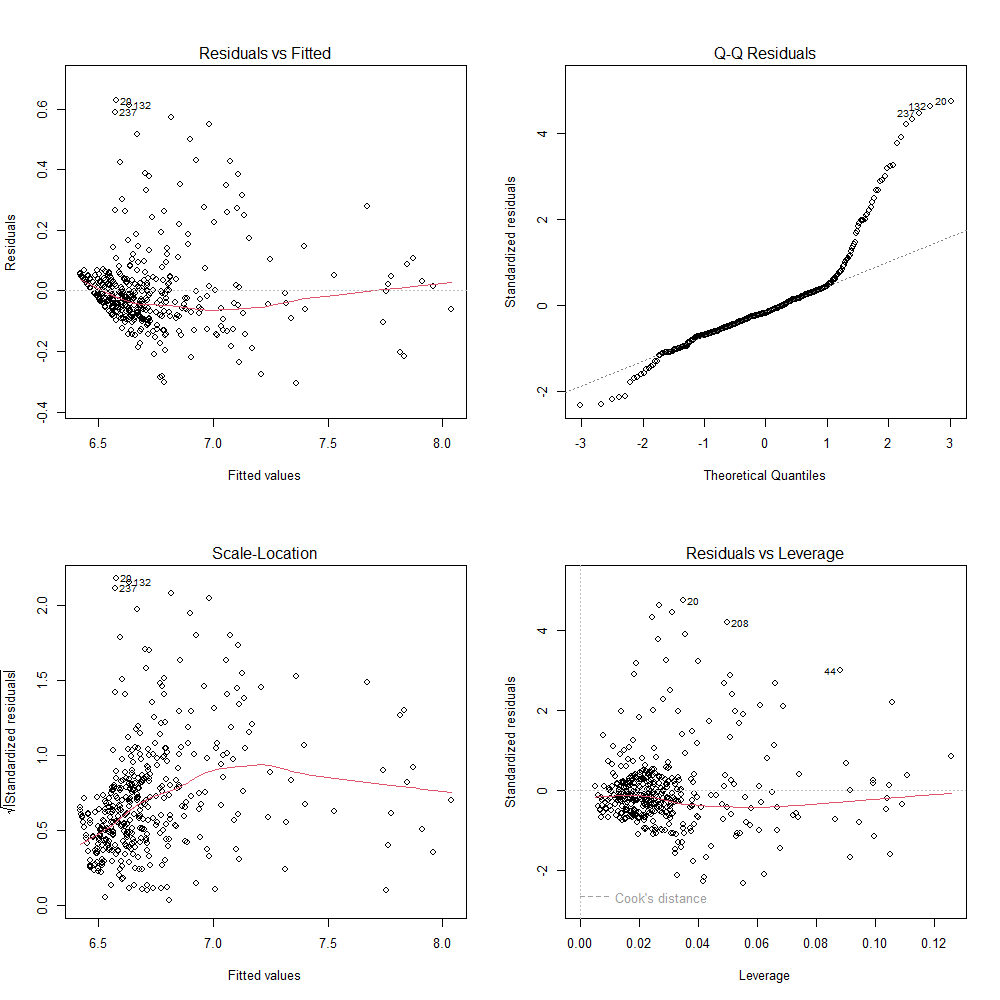 Residuals vs Fitted
Residuals
0.6
0.4
0.2
0.0
-0.2
-0.4
20
132
237
6.5 7.0 7.5 8.0
Fitted values
Q-Q Residuals
Standardized residuals
4
2
0
-2
20
132
237
-3 -2 -1 0 1 2 3
Theoretical Quantiles
Scale-Location
√|Standardized residuals|
2.0
1.5
1.0
0.5
0.0
20
132
237
6.5 7.0 7.5 8.0
Fitted values
Residuals vs Leverage
Standardized residuals
4
2
0
-2
20
208
44
Cook's distance
0.00 0.02 0.04 0.06 0.08 0.10 0.12
Leverage